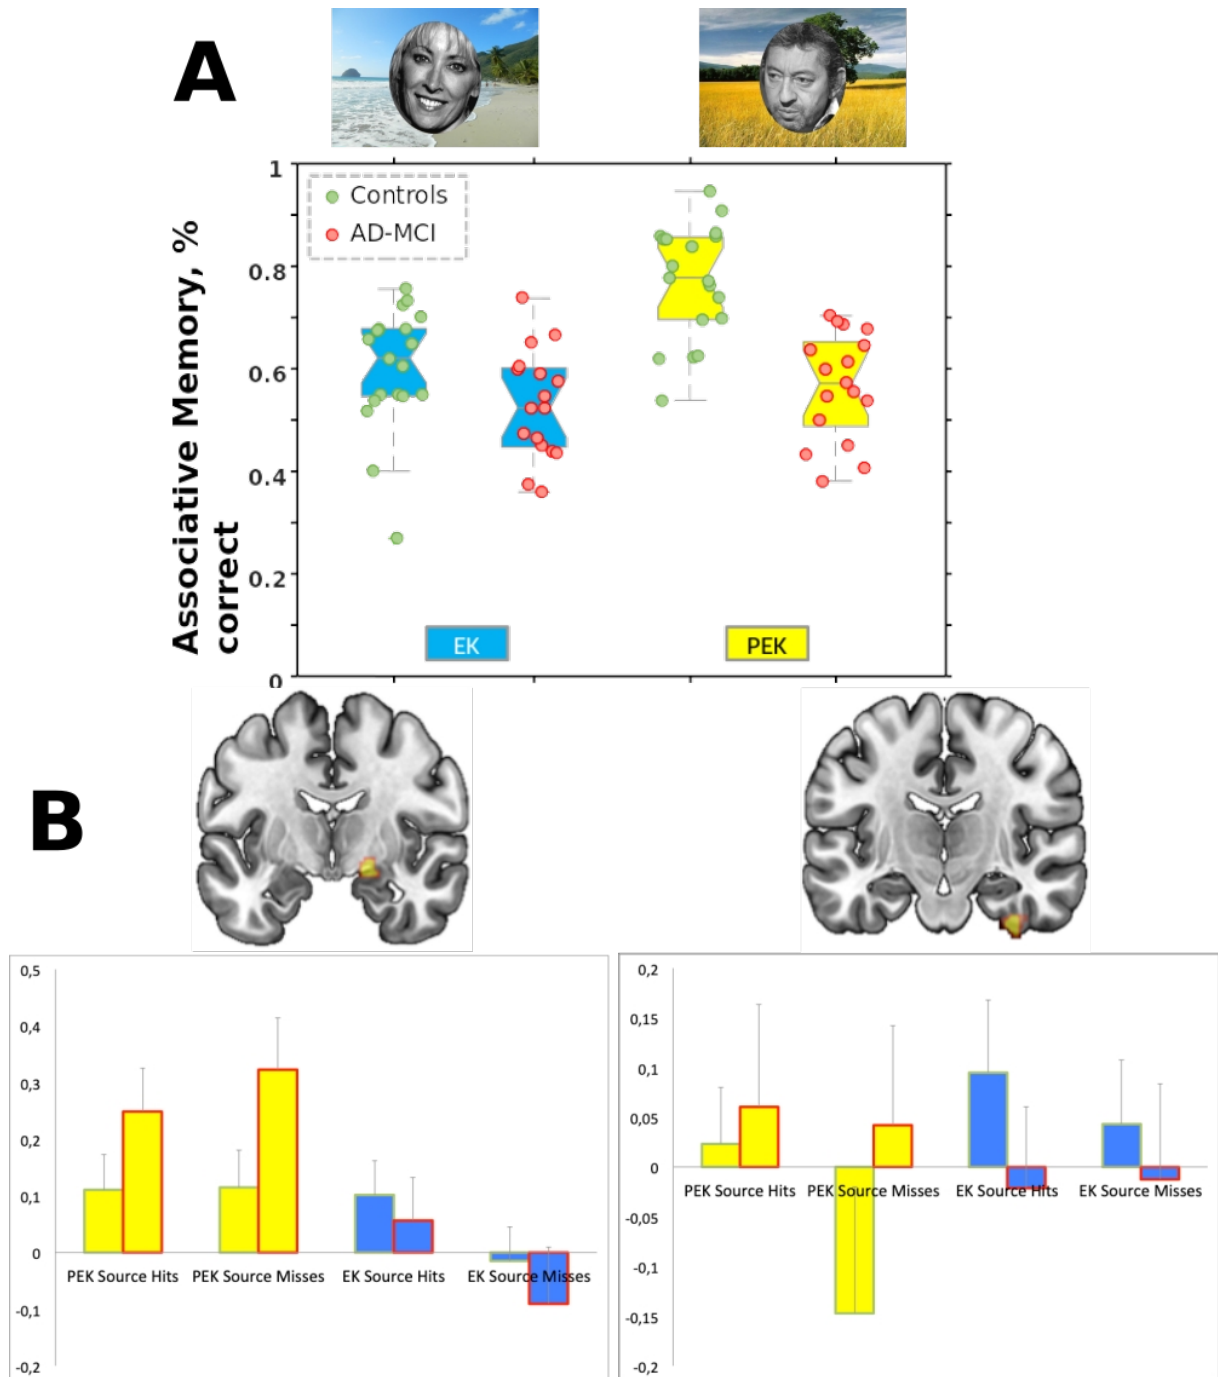 A
1
Controls
AD-MCI
0.8
0.6
0.4
0.2
0
Associative Memory, %
correct
EK
PEK
B
0,5
0,4
0,3
0,2
0,1
0
-0,1
-0,2
PEK Source Hits
PEK Source Misses
EK Source Hits
EK Source Misses
0,2
0,15
0,1
0,05
0
-0,05
-0,1
-0,15
-0,2
PEK Source Hits
PEK Source Misses
EK Source Hits
EK Source Misses